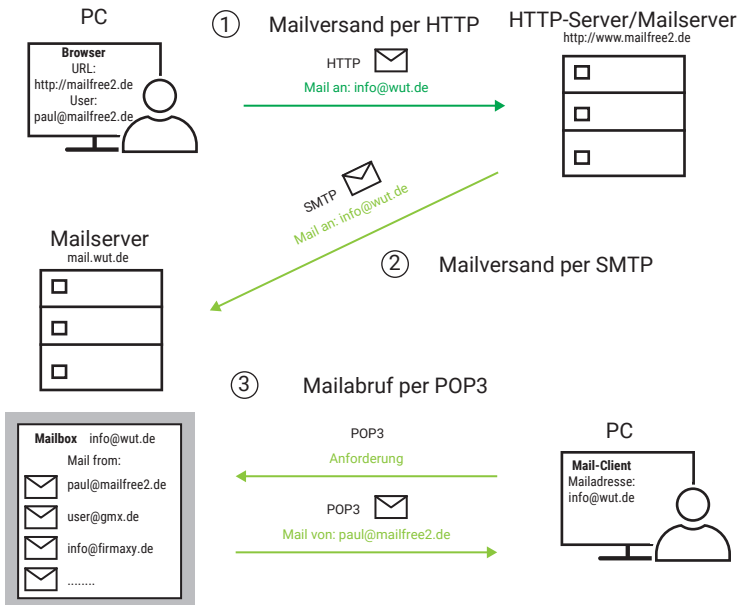 PC
1
Mailversand per HTTP
HTTP-Server/Mailserver
http://www.mailfree2.de
Browser
URL:
http://mailfree2.de
User:
paul@mailfree2.de
HTTP
Mail an: info@wut.de
SMTP
Mail an: info@wut.de
Mailserver
mail.wut.de
2
Mailversand per SMTP
3
Mailabruf per POP3
Mailbox info@wut.de
Mail from:
paul@mailfree2.de
user@gmx.de
info@firmaxy.de
........
POP3
Anforderung
POP3
Mail von: paul@mailfree2.de
PC
Mail-Client
Mailadresse:
info@wut.de